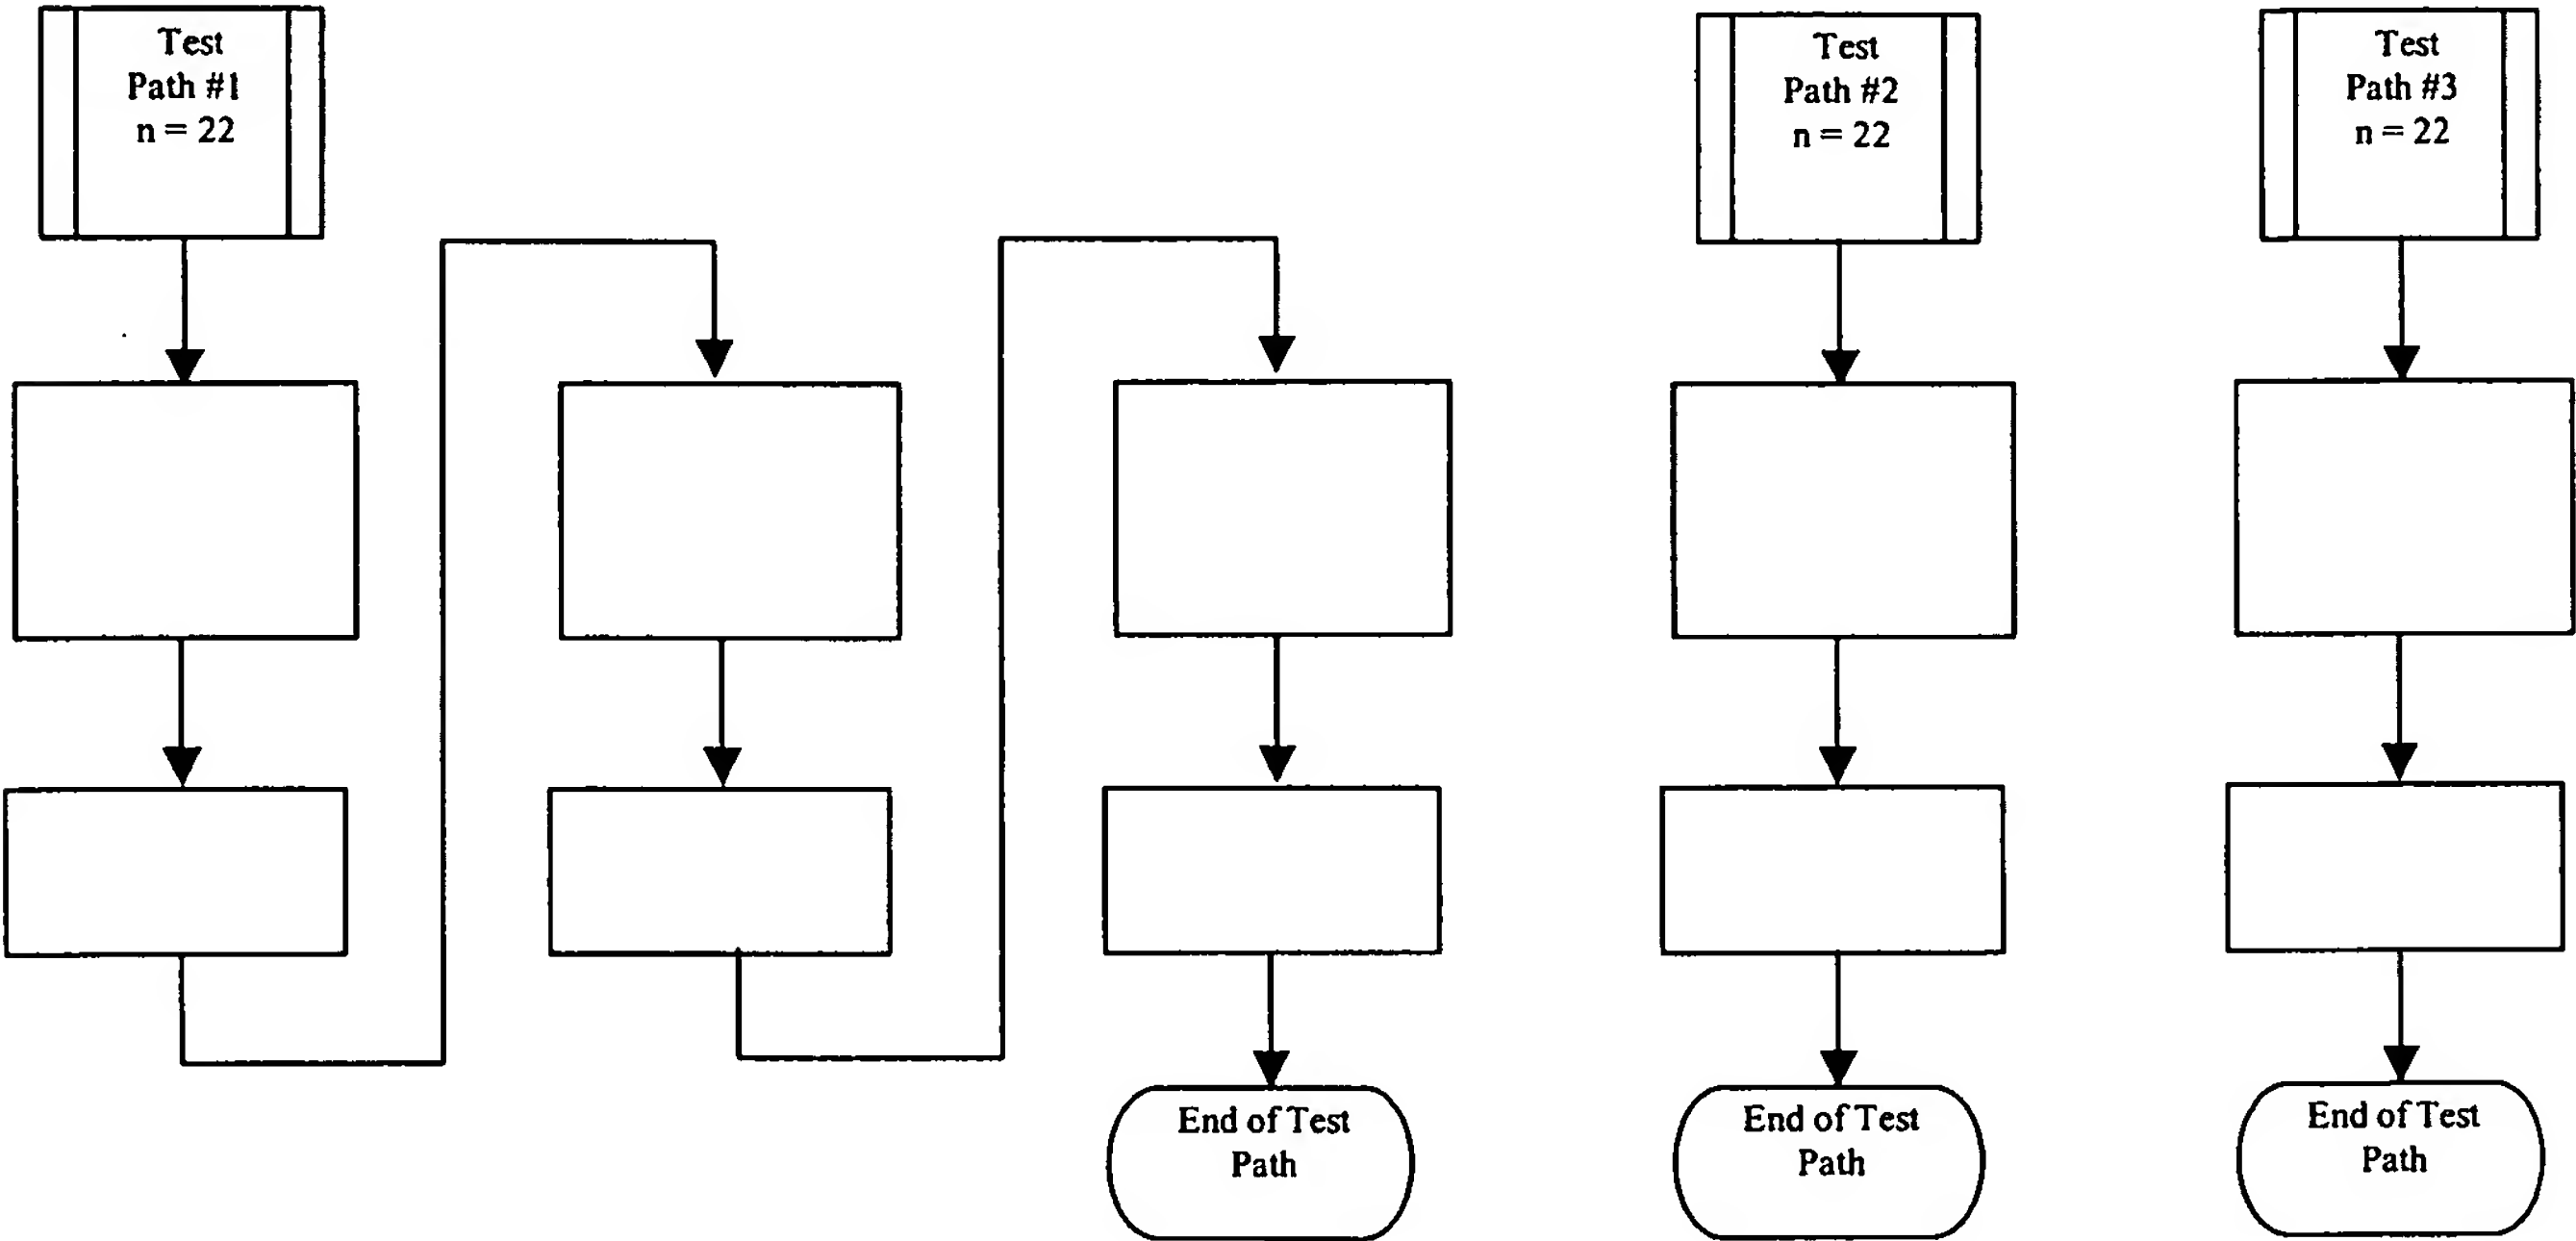 Test
Path #1
n = 22
Test
Path #2
n = 22
Test
Path #3
n = 22
End of Test
Path
End of Test
Path
End of Test
Path